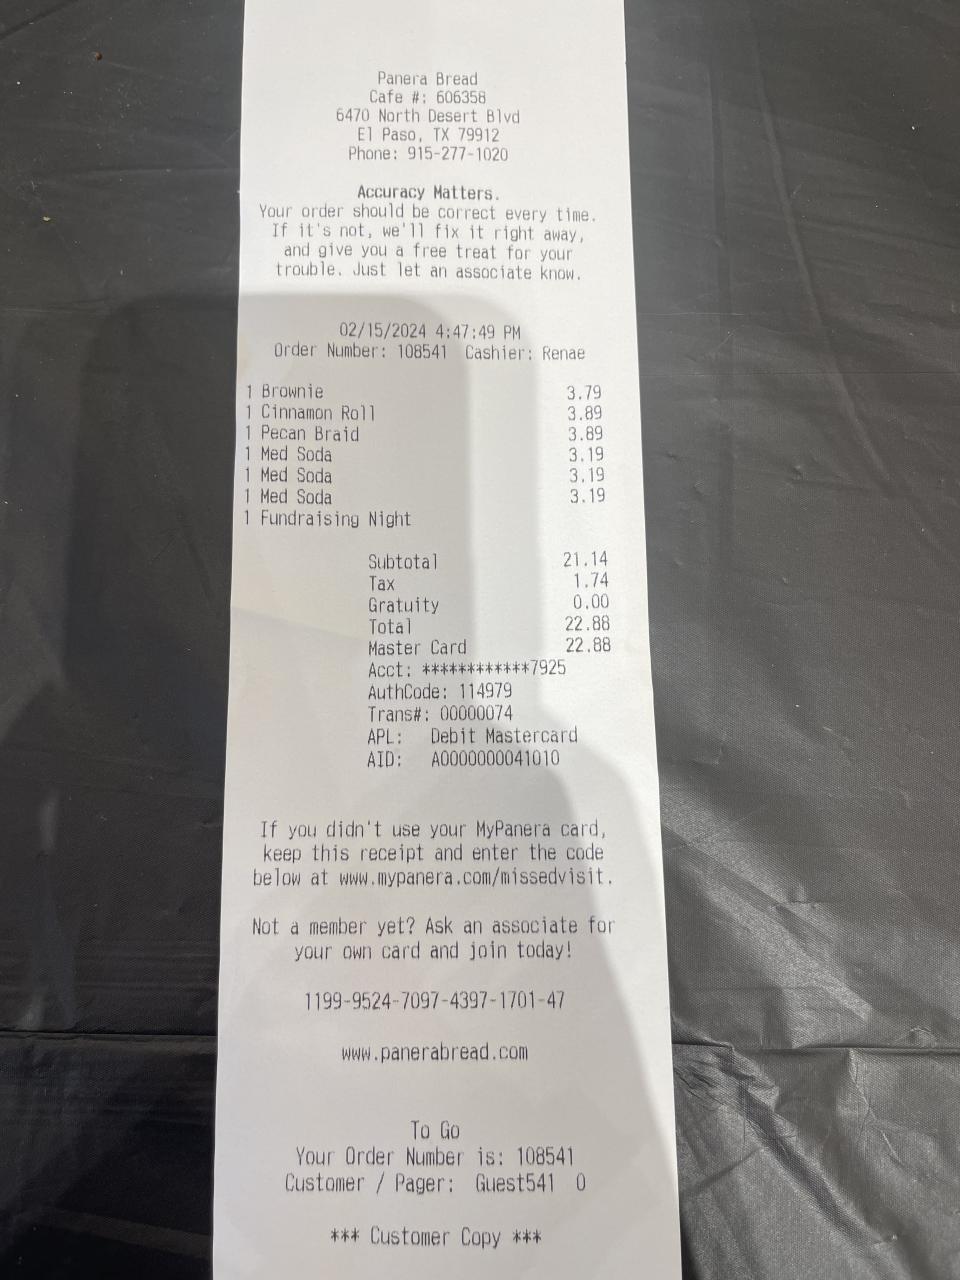 Panera Bread
Cafe #: 606358
6470 North Desert Blvd
El Paso, TX 79912
Phone: 915-277-1020
Accuracy Matters.
Your order should be correct every time.
If it's not, we'll fix it right away,
and give you a free treat for your
trouble. Just let an associate know.
02/15/2024 4:47:49 PM
Order Number: 108541 Cashier: Renae
1 Brownie 3.79
1 Cinnamon Roll 3.89
1 Pecan Braid 3.89
1 Med Soda 3.19
1 Med Soda 3.19
1 Med Soda 3.19
1 Fundraising Night
Subtotal 21.14
Tax 1.74
Gratuity 0.00
Total 22.88
Master Card 22.88
Acct: ************7925
AuthCode: 114979
Trans#: 00000074
APL: Debit Mastercard
AID: A0000000041010
If you didn't use your MyPanera card,
keep this receipt and enter the code
below at www.mypanera.com/missedvisit.
Not a member yet? Ask an associate for
your own card and join today!
1199-9524-7097-4397-1701-47
www.panerabread.com
To Go
Your Order Number is: 108541
Customer / Pager: Guest541 0
*** Customer Copy ***